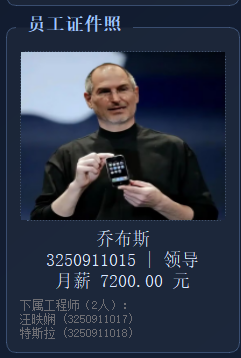 员工证件照
乔布斯
3250911015 | 领导
月薪 7200.00 元
下属工程师（2人）:
汪昳娴（3250911017）
特斯拉（3250911018）